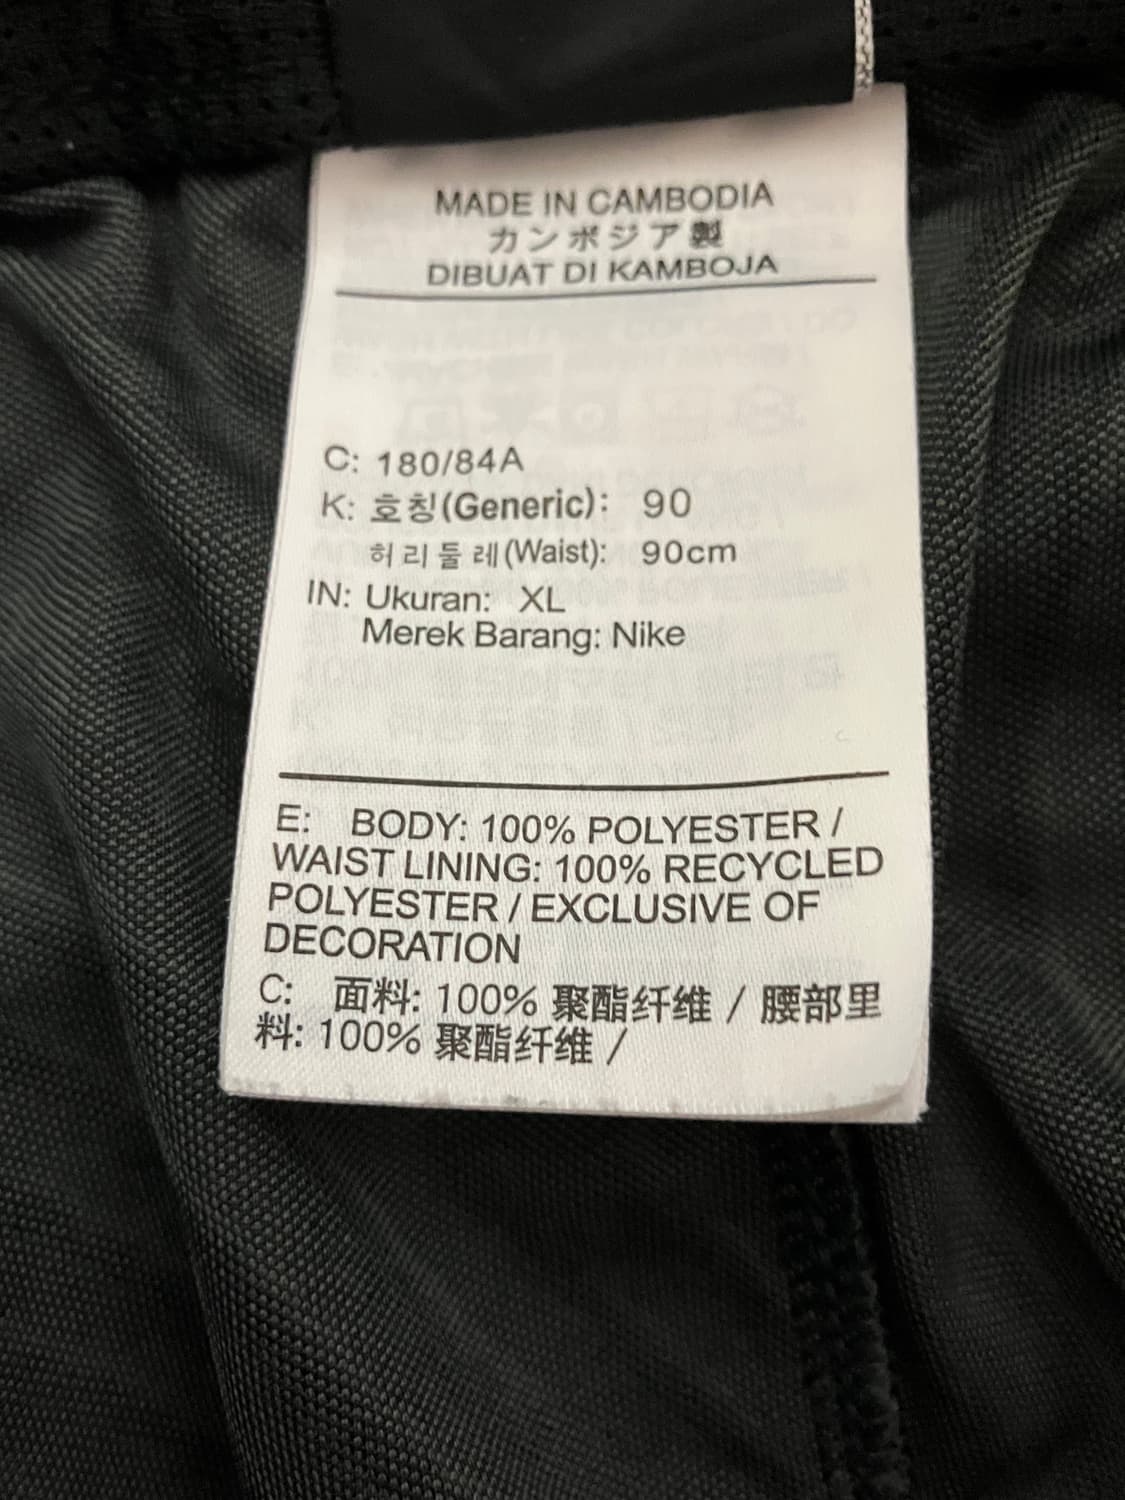 MADE IN CAMBODIA
カンボジア製
DIBUAT DI KAMBOJA
C: 180/84A
K: 호칭(Generic): 90
허리둘레(Waist): 90cm
IN: Ukuran: XL
Merek Barang: Nike
E: BODY: 100% POLYESTER /
WAIST LINING: 100% RECYCLED
POLYESTER / EXCLUSIVE OF
DECORATION
C: 面料: 100% 聚酯纤维 / 腰部里
料: 100% 聚酯纤维 /